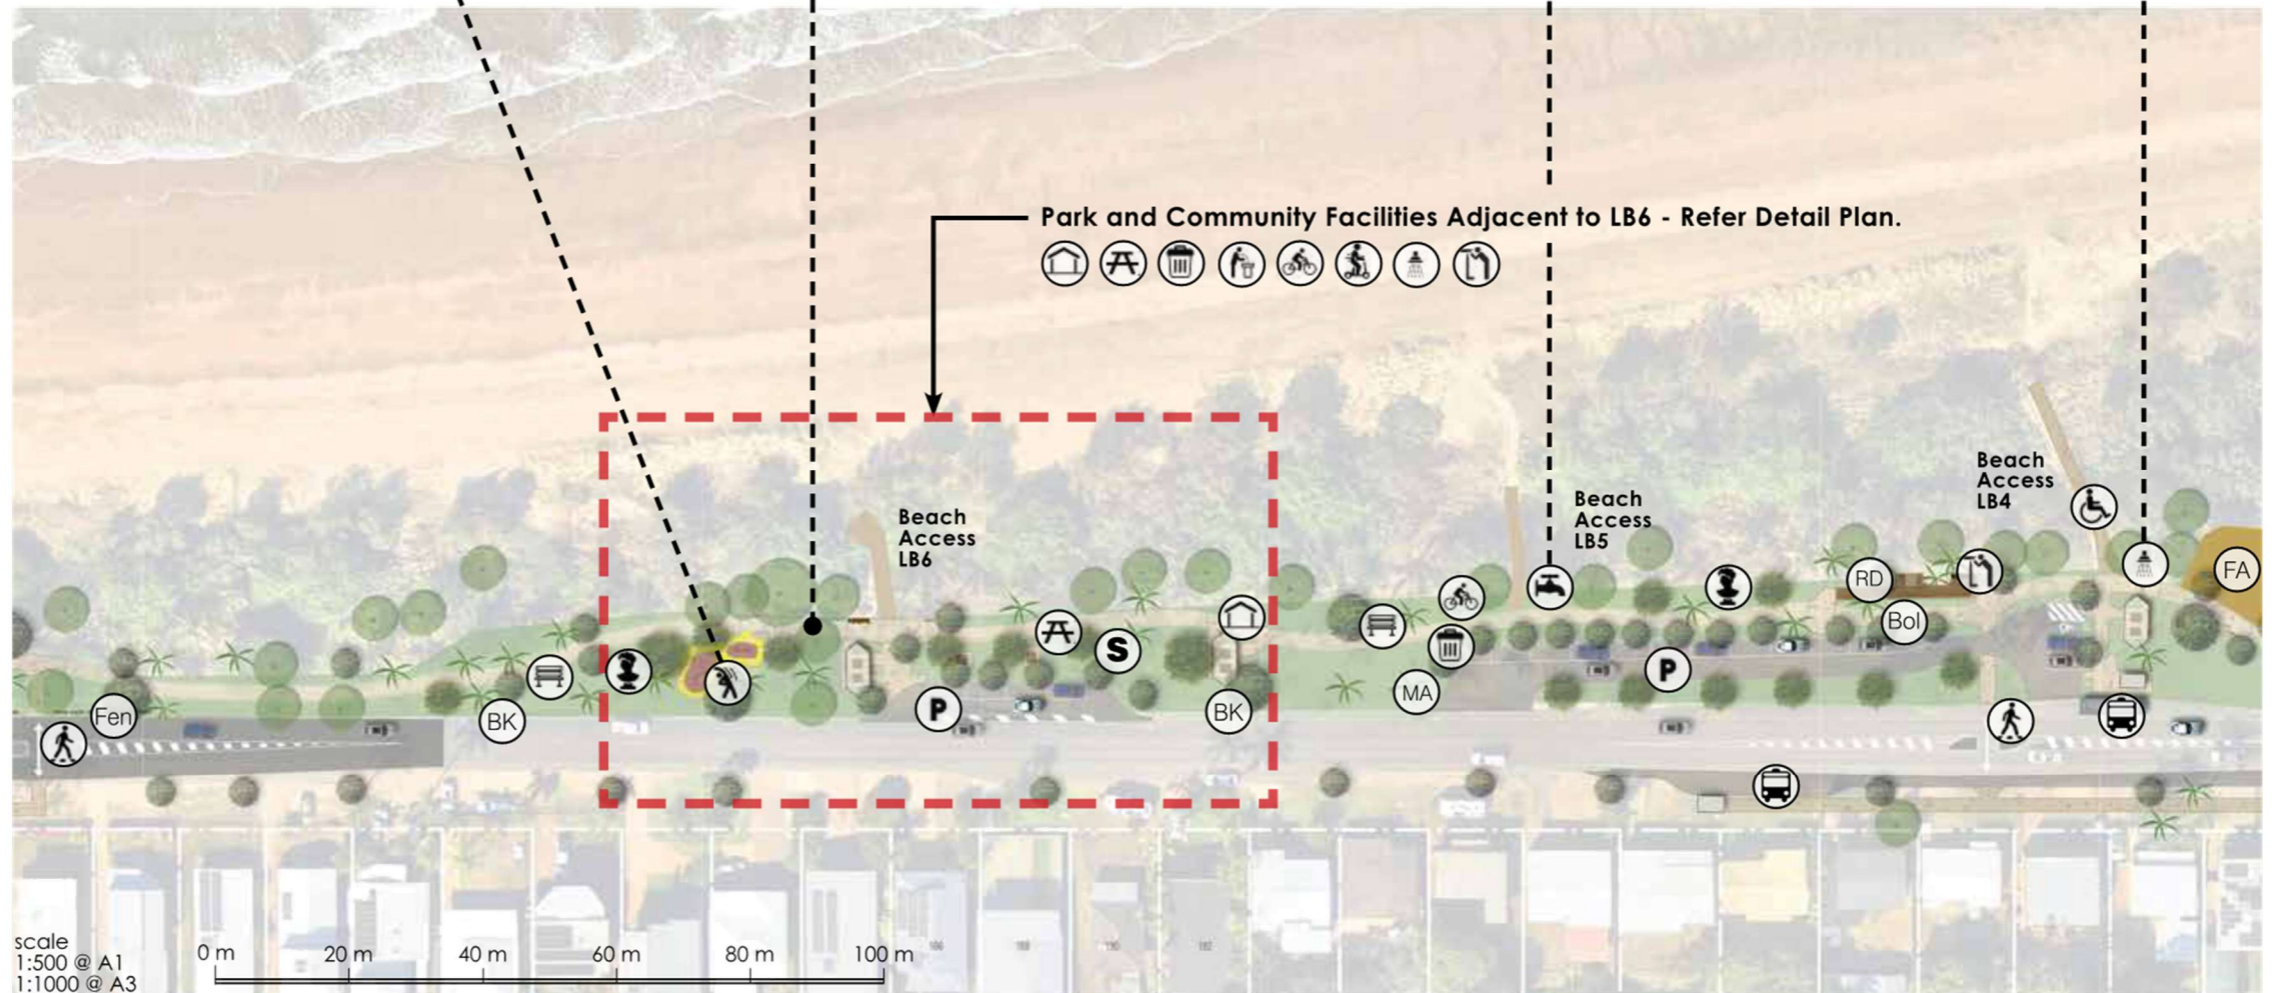 Park and Community Facilities Adjacent to LB6 - Refer Detail Plan.
Beach
Access
LB4
Beach
Access
LB5
Beach
Access
LB6
RD
FA
Bol
S
P
MA
P
BK
Fen
BK
scale
1:500 @ A1
1:1000 @ A3
0 m
20 m
40 m
60 m
80 m
100 m